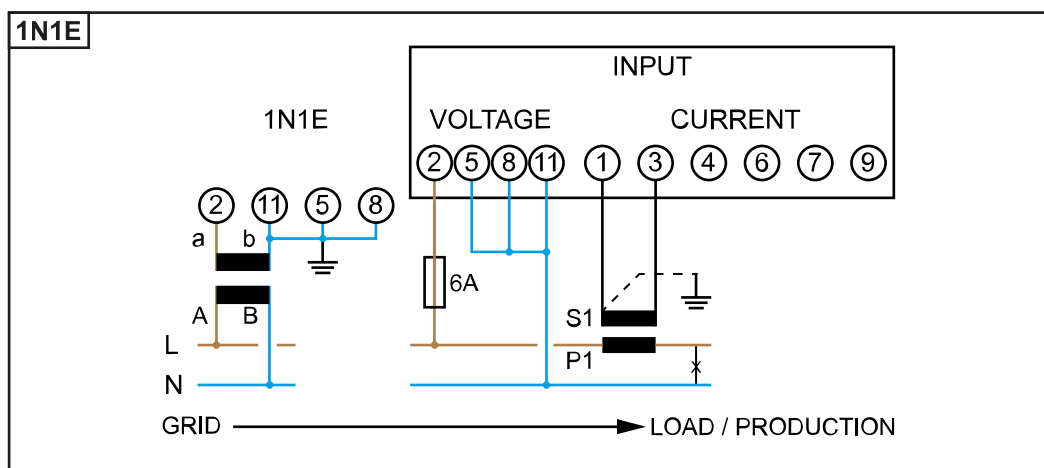 1N1E
INPUT
1N1E
VOLTAGE CURRENT
2 5 8 11 1 3 4 6 7 9
2 11 5 8
a b
6A
A B
S1
L
P1
x
N
GRID LOAD / PRODUCTION